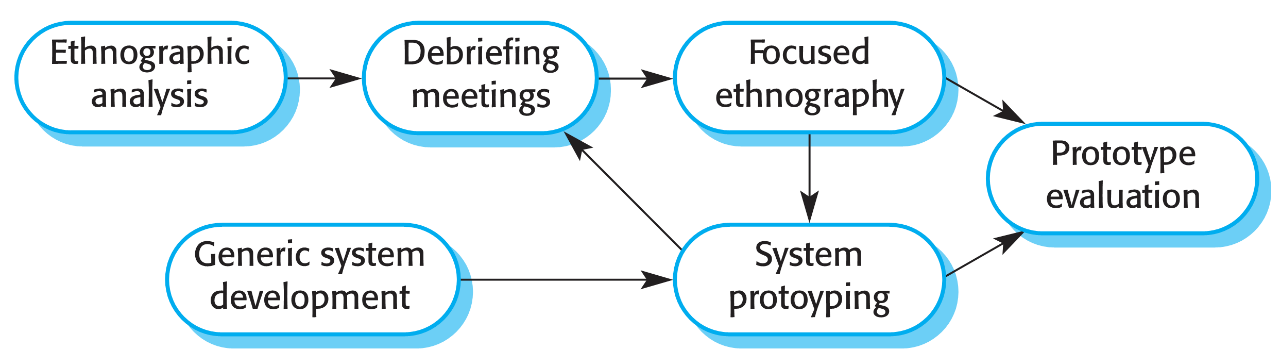 Ethnographic
analysis
Debriefing
meetings
Focused
ethnography
Prototype
evaluation
Generic system
development
System
protoyping